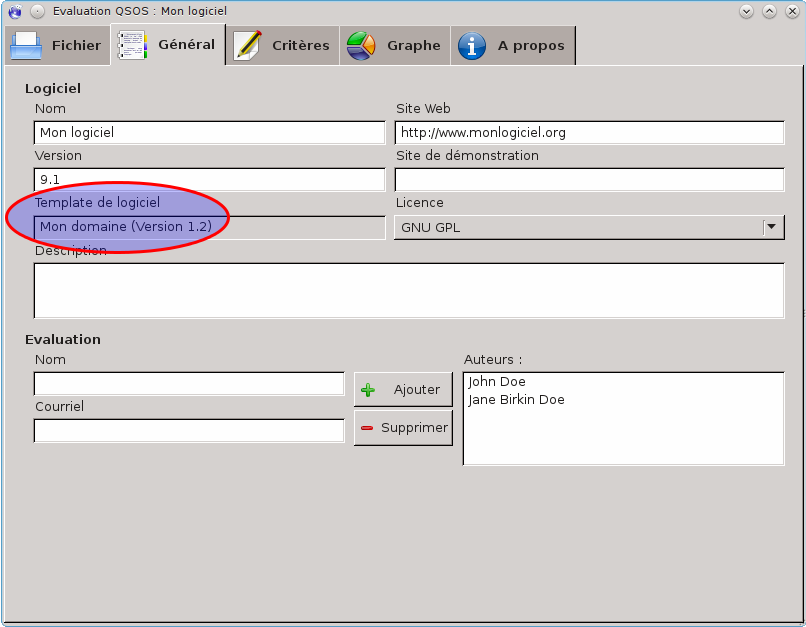 Evaluation QSOS : Mon logiciel
Fichier
Général
Critères
Graphe
A propos
Logiciel
Nom
Site Web
Mon logiciel
http://www.monlogiciel.org
Version
Site de démonstration
9.1
Template de logiciel
Licence
Mon domaine (Version 1.2)
GNU GPL
Description
Evaluation
Nom
Auteurs :
Ajouter
John Doe
Jane Birkin Doe
Courriel
Supprimer